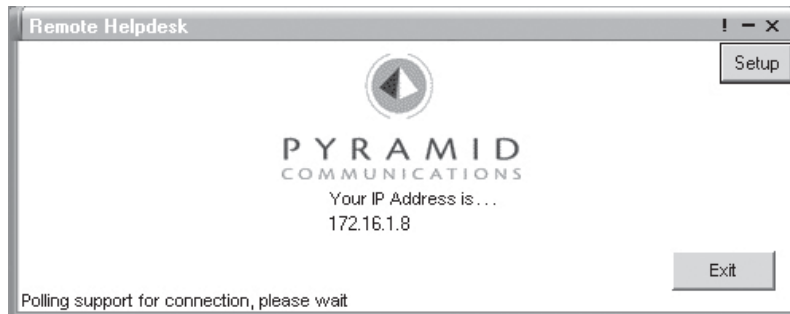 Remote Helpdesk ! – x
Setup
PYRAMID
COMMUNICATIONS
Your IP Address is...
172.16.1.8
Exit
Polling support for connection, please wait